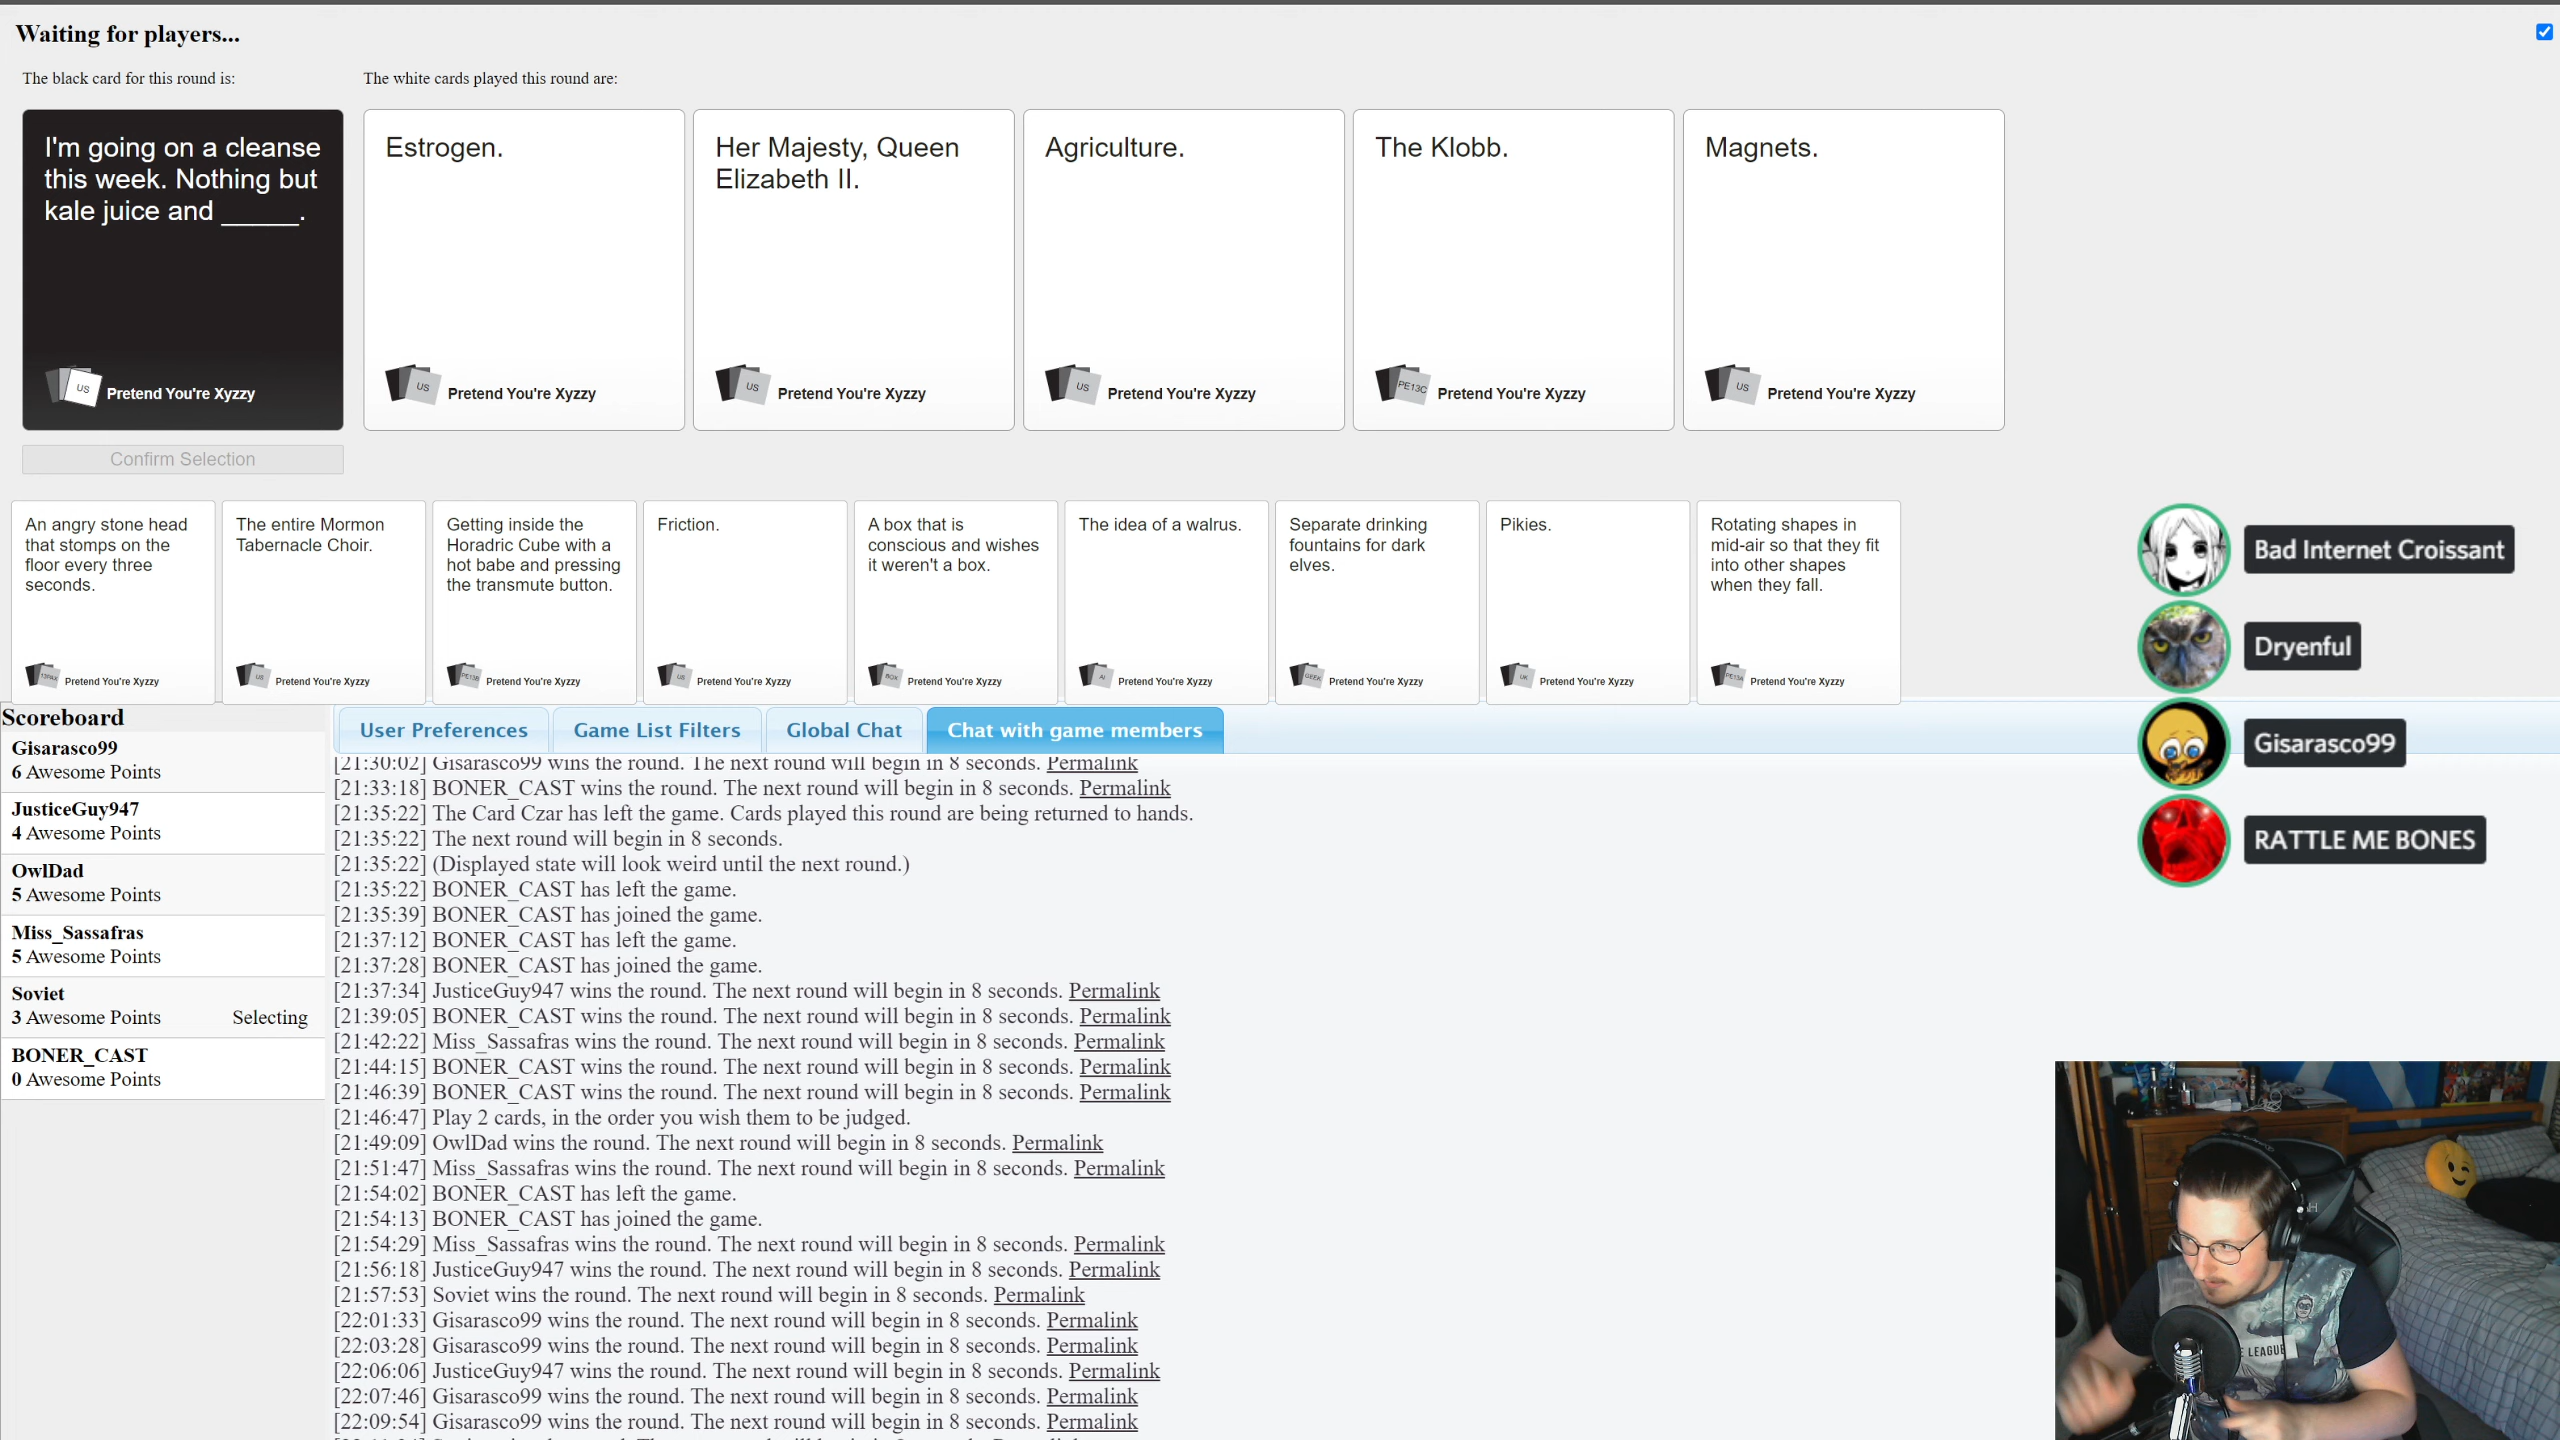 Waiting for players...
The black card for this round is:
The white cards played this round are:
I'm going on a cleanse
this week. Nothing but
kale juice and _____.
US
Pretend You're Xyzzy
Estrogen.
US
Pretend You're Xyzzy
Her Majesty, Queen
Elizabeth II.
US
Pretend You're Xyzzy
Agriculture.
US
Pretend You're Xyzzy
The Klobb.
PE13C
Pretend You're Xyzzy
Magnets.
US
Pretend You're Xyzzy
Confirm Selection
An angry stone head
that stomps on the
floor every three
seconds.
13PAX
Pretend You're Xyzzy
The entire Mormon
Tabernacle Choir.
US
Pretend You're Xyzzy
Getting inside the
Horadric Cube with a
hot babe and pressing
the transmute button.
PE13B
Pretend You're Xyzzy
Friction.
US
Pretend You're Xyzzy
A box that is
conscious and wishes
it weren't a box.
BOX
Pretend You're Xyzzy
The idea of a walrus.
AI
Pretend You're Xyzzy
Separate drinking
fountains for dark
elves.
GEEK
Pretend You're Xyzzy
Pikies.
UK
Pretend You're Xyzzy
Rotating shapes in
mid-air so that they fit
into other shapes
when they fall.
PE13A
Pretend You're Xyzzy
Bad Internet Croissant
Dryenful
Gisarasco99
RATTLE ME BONES
Scoreboard
Gisarasco99
6 Awesome Points
JusticeGuy947
4 Awesome Points
OwlDad
5 Awesome Points
Miss_Sassafras
5 Awesome Points
Soviet
3 Awesome Points Selecting
BONER_CAST
0 Awesome Points
User Preferences
Game List Filters
Global Chat
Chat with game members
[21:30:02] Gisarasco99 wins the round. The next round will begin in 8 seconds. Permalink
[21:33:18] BONER_CAST wins the round. The next round will begin in 8 seconds. Permalink
[21:35:22] The Card Czar has left the game. Cards played this round are being returned to hands.
[21:35:22] The next round will begin in 8 seconds.
[21:35:22] (Displayed state will look weird until the next round.)
[21:35:22] BONER_CAST has left the game.
[21:35:39] BONER_CAST has joined the game.
[21:37:12] BONER_CAST has left the game.
[21:37:28] BONER_CAST has joined the game.
[21:37:34] JusticeGuy947 wins the round. The next round will begin in 8 seconds. Permalink
[21:39:05] BONER_CAST wins the round. The next round will begin in 8 seconds. Permalink
[21:42:22] Miss_Sassafras wins the round. The next round will begin in 8 seconds. Permalink
[21:44:15] BONER_CAST wins the round. The next round will begin in 8 seconds. Permalink
[21:46:39] BONER_CAST wins the round. The next round will begin in 8 seconds. Permalink
[21:46:47] Play 2 cards, in the order you wish them to be judged.
[21:49:09] OwlDad wins the round. The next round will begin in 8 seconds. Permalink
[21:51:47] Miss_Sassafras wins the round. The next round will begin in 8 seconds. Permalink
[21:54:02] BONER_CAST has left the game.
[21:54:13] BONER_CAST has joined the game.
[21:54:29] Miss_Sassafras wins the round. The next round will begin in 8 seconds. Permalink
[21:56:18] JusticeGuy947 wins the round. The next round will begin in 8 seconds. Permalink
[21:57:53] Soviet wins the round. The next round will begin in 8 seconds. Permalink
[22:01:33] Gisarasco99 wins the round. The next round will begin in 8 seconds. Permalink
[22:03:28] Gisarasco99 wins the round. The next round will begin in 8 seconds. Permalink
[22:06:06] JusticeGuy947 wins the round. The next round will begin in 8 seconds. Permalink
[22:07:46] Gisarasco99 wins the round. The next round will begin in 8 seconds. Permalink
[22:09:54] Gisarasco99 wins the round. The next round will begin in 8 seconds. Permalink
LEAGUE